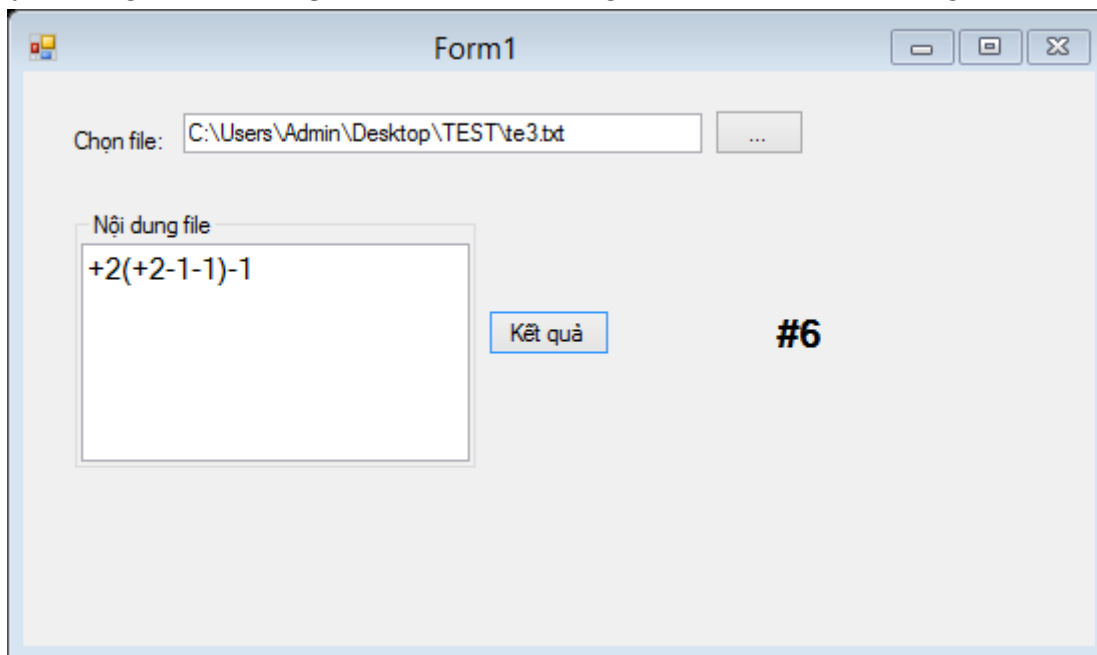 Form1
Chọn file: C:\Users\Admin\Desktop\TEST\te3.txt ...
Nội dung file
+2(+2-1-1)-1
Kết quả #6